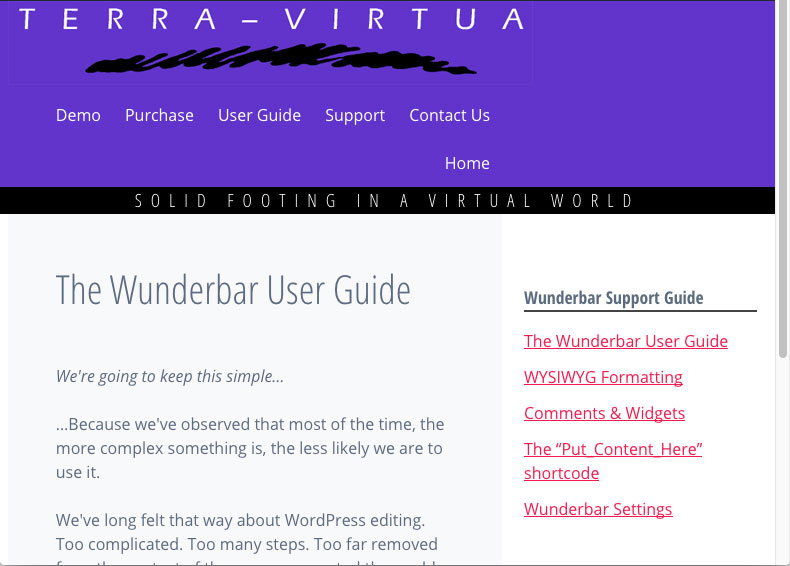 TERRA–VIRTUA
Demo Purchase User Guide Support Contact Us
Home
SOLID FOOTING IN A VIRTUAL WORLD
The Wunderbar User Guide
We're going to keep this simple...
...Because we've observed that most of the time, the
more complex something is, the less likely we are to
use it.
We've long felt that way about WordPress editing.
Too complicated. Too many steps. Too far removed
Wunderbar Support Guide
The Wunderbar User Guide
WYSIWYG Formatting
Comments & Widgets
The “Put_Content_Here”
shortcode
Wunderbar Settings